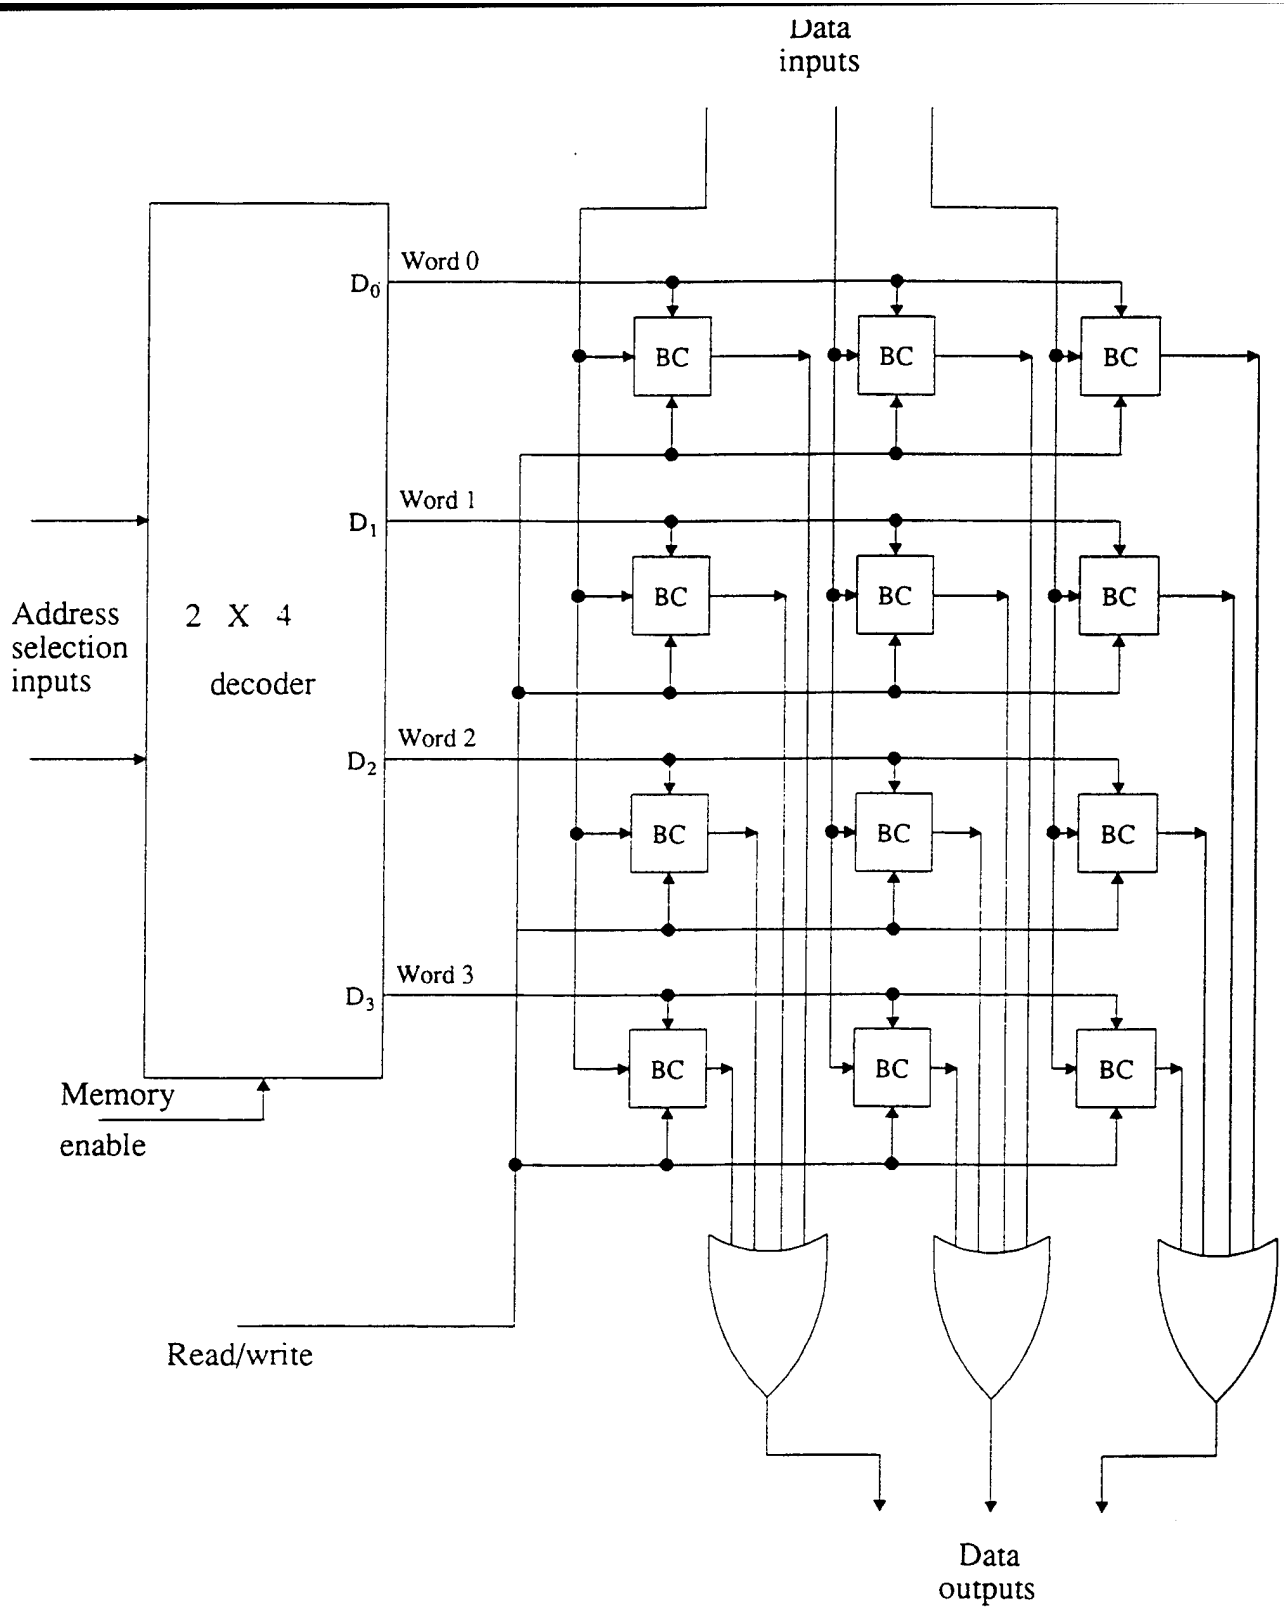 Data
inputs
Word 0
D0
BC BC BC
Word 1
D1
BC BC BC
Address
selection
inputs
2 X 4
decoder
Word 2
D2
BC BC BC
Word 3
D3
BC BC BC
Memory
enable
Read/write
Data
outputs